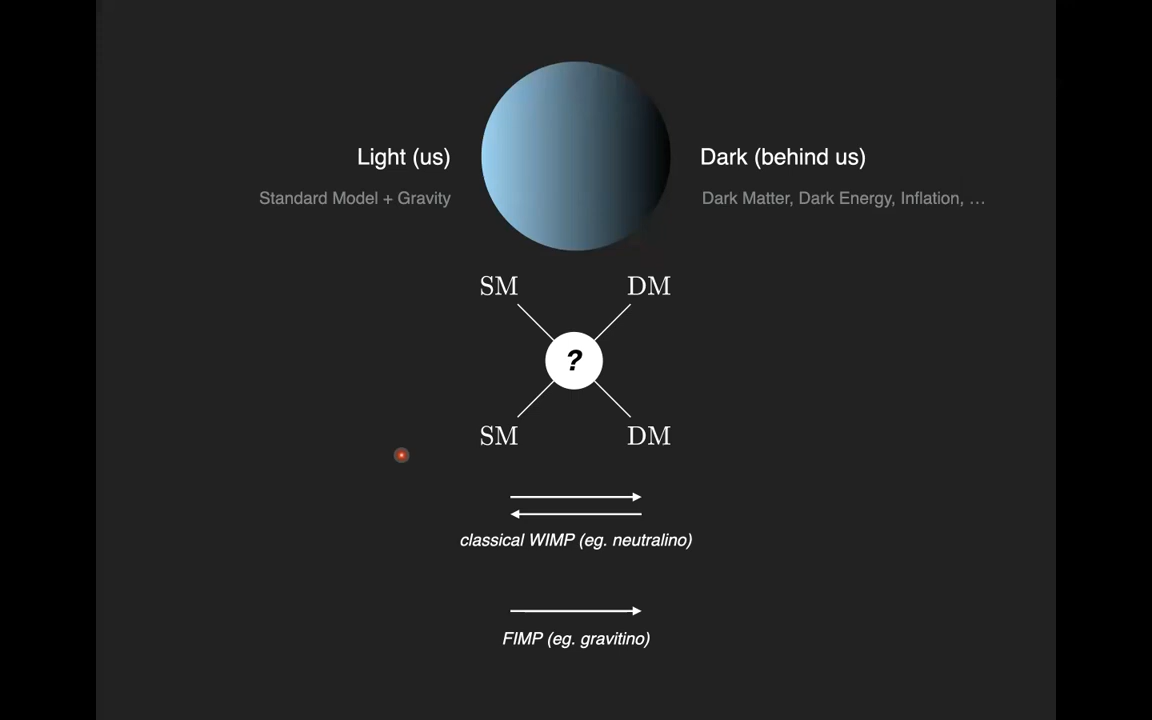 Light (us)
Dark (behind us)
Standard Model + Gravity
Dark Matter, Dark Energy, Inflation, …
SM
DM
?
SM
DM
classical WIMP (eg. neutralino)
FIMP (eg. gravitino)